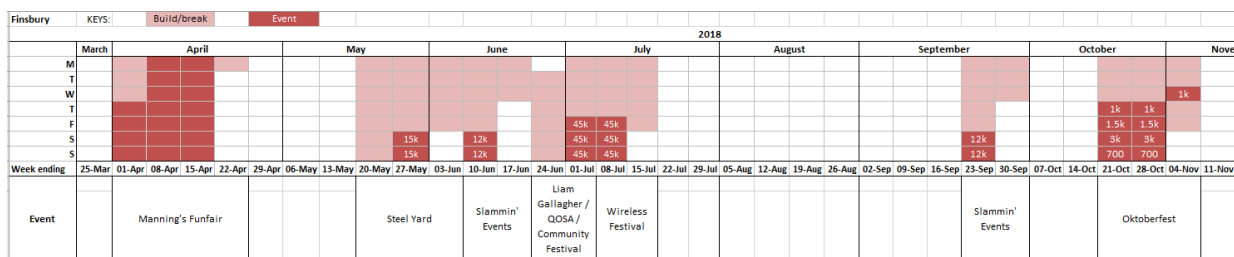 Finsbury KEYS: Build/break Event
2018
March April May June July August September October Nove
M
T
W 1k
T 1k 1k
F 45k 45k 1.5k 1.5k
S 15k 12k 45k 45k 12k 3k 3k
S 15k 12k 45k 45k 12k 700 700
Week ending 25-Mar 01-Apr 08-Apr 15-Apr 22-Apr 29-Apr 06-May 13-May 20-May 27-May 03-Jun 10-Jun 17-Jun 24-Jun 01-Jul 08-Jul 15-Jul 22-Jul 29-Jul 05-Aug 12-Aug 19-Aug 26-Aug 02-Sep 09-Sep 16-Sep 23-Sep 30-Sep 07-Oct 14-Oct 21-Oct 28-Oct 04-Nov 11-Nov
Event Manning's Funfair Steel Yard
Slammin'
Events
Liam
Gallagher /
QOSA /
Community
Festival
Wireless
Festival
Slammin'
Events
Oktoberfest